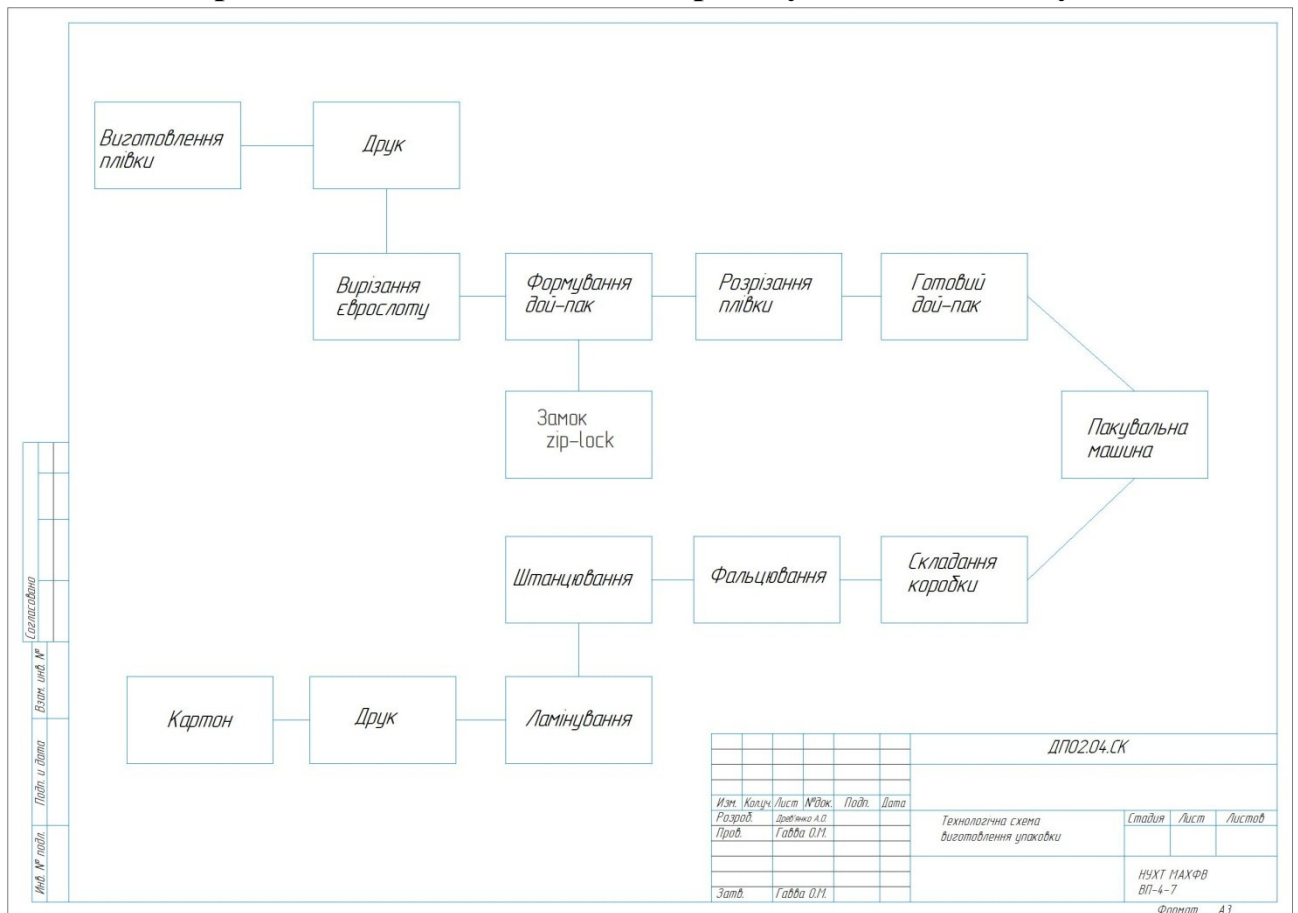 Виготовлення
плівки
Друк
Вирізання
єврослоту
Формування
дой-пак
Розрізання
плівки
Готовий
дой-пак
Замок
zip-lock
Пакувальна
машина
Штанцювання
Фальцювання
Складання
коробки
Картон
Друк
Ламінування
Согласовано
Взам. инв. №
Подп. и дата
Инв. № подл.
ДП02.04.СК
Изм. Колуч. Лист №док. Подп. Дата
Розроб. Древ'янко А.О.
Пров. Гавва О.М.
Затв. Гавва О.М.
Технологічна схема
виготовлення упаковки
Стадия Лист Листов
НУХТ МАХФВ
ВП-4-7
Формат А3